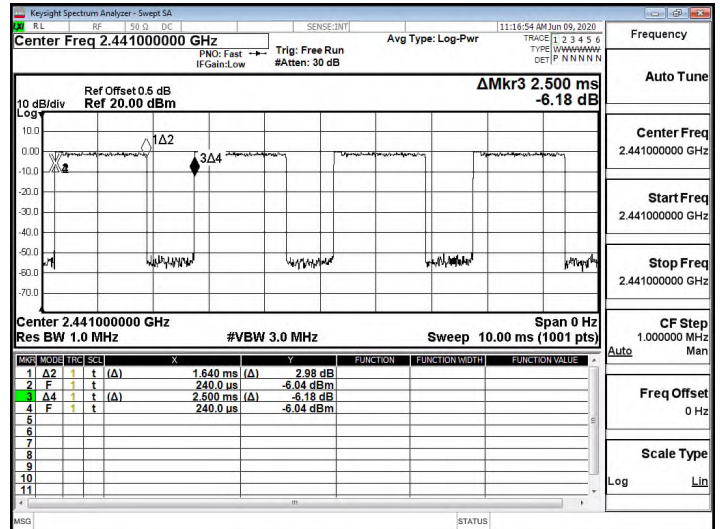 Keysight Spectrum Analyzer - Swept SA
LXI RL RF 50 Ω DC SENSE:INT 11:16:54 AM Jun 09, 2020
Center Freq 2.441000000 GHz
PNO: Fast
IFGain:Low
Trig: Free Run
#Atten: 30 dB
Avg Type: Log-Pwr
TRACE 1 2 3 4 5 6
TYPE WWWWWW
DET P N N N N N
ΔMkr3 2.500 ms
-6.18 dB
Ref Offset 0.5 dB
Ref 20.00 dBm
10 dB/div
Log
10.0
0.00
-10.0
-20.0
-30.0
-40.0
-50.0
-60.0
-70.0
1Δ2
3Δ4
Center 2.441000000 GHz Span 0 Hz
Res BW 1.0 MHz #VBW 3.0 MHz Sweep 10.00 ms (1001 pts)
MKR MODE TRC SCL X Y FUNCTION FUNCTION WIDTH FUNCTION VALUE
1 Δ2 1 t (Δ) 1.640 ms (Δ) 2.98 dB
2 F 1 t 240.0 µs -6.04 dBm
3 Δ4 1 t (Δ) 2.500 ms (Δ) -6.18 dB
4 F 1 t 240.0 µs -6.04 dBm
5
6
7
8
9
10
11
MSG STATUS
Frequency
Auto Tune
Center Freq
2.441000000 GHz
Start Freq
2.441000000 GHz
Stop Freq
2.441000000 GHz
CF Step
1.000000 MHz
Auto Man
Freq Offset
0 Hz
Scale Type
Log Lin